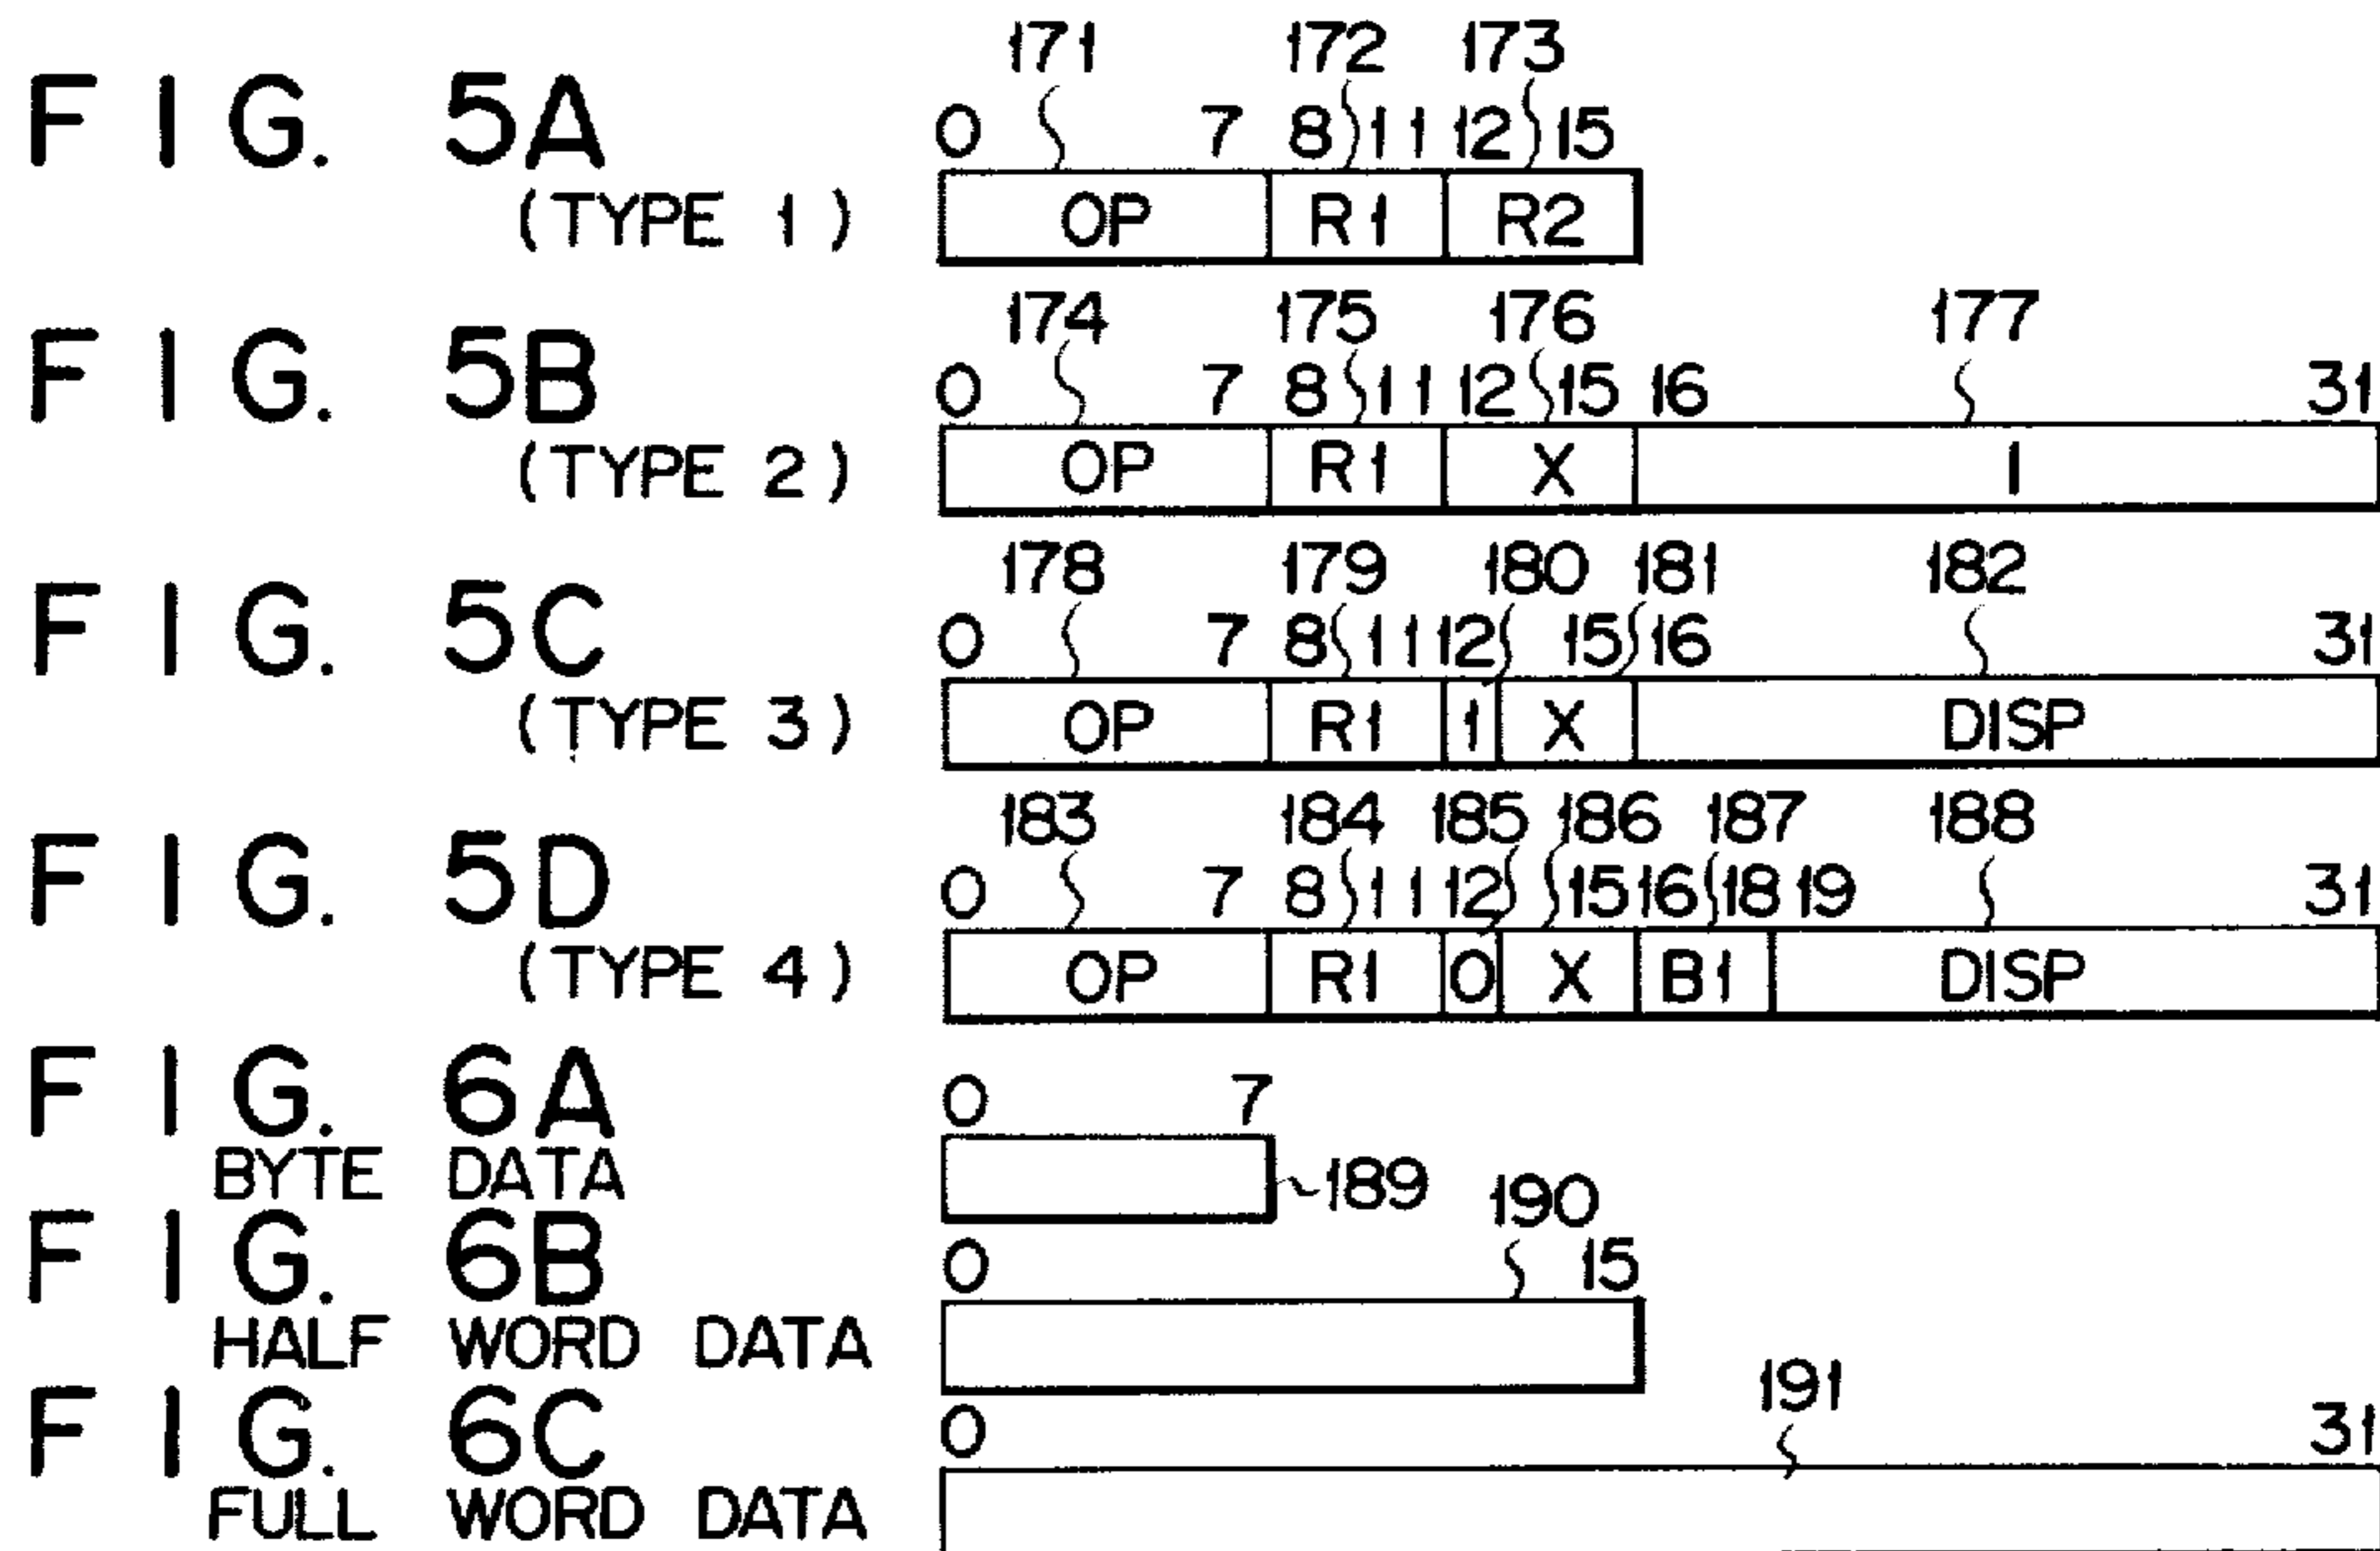 171 172 173
FIG. 5A 0 7 8 11 12 15
(TYPE 1) OP R1 R2
174 175 176 177
FIG. 5B 0 7 8 11 12 15 16 31
(TYPE 2) OP R1 X I
178 179 180 181 182
FIG. 5C 0 7 8 11 12 15 16 31
(TYPE 3) OP R1 1 X DISP
183 184 185 186 187 188
FIG. 5D 0 7 8 11 12 15 16 18 19 31
(TYPE 4) OP R1 0 X B1 DISP
FIG. 6A 0 7
BYTE DATA 189
190
FIG. 6B 0 15
HALF WORD DATA
191
FIG. 6C 0 31
FULL WORD DATA